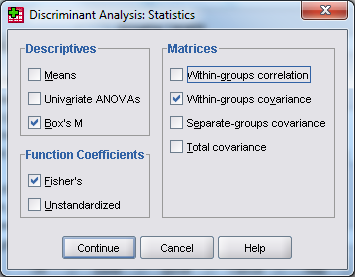 Discriminant Analysis: Statistics
Descriptives
Means
Univariate ANOVAs
Box's M
Function Coefficients
Fisher's
Unstandardized
Matrices
Within-groups correlation
Within-groups covariance
Separate-groups covariance
Total covariance
Continue
Cancel
Help